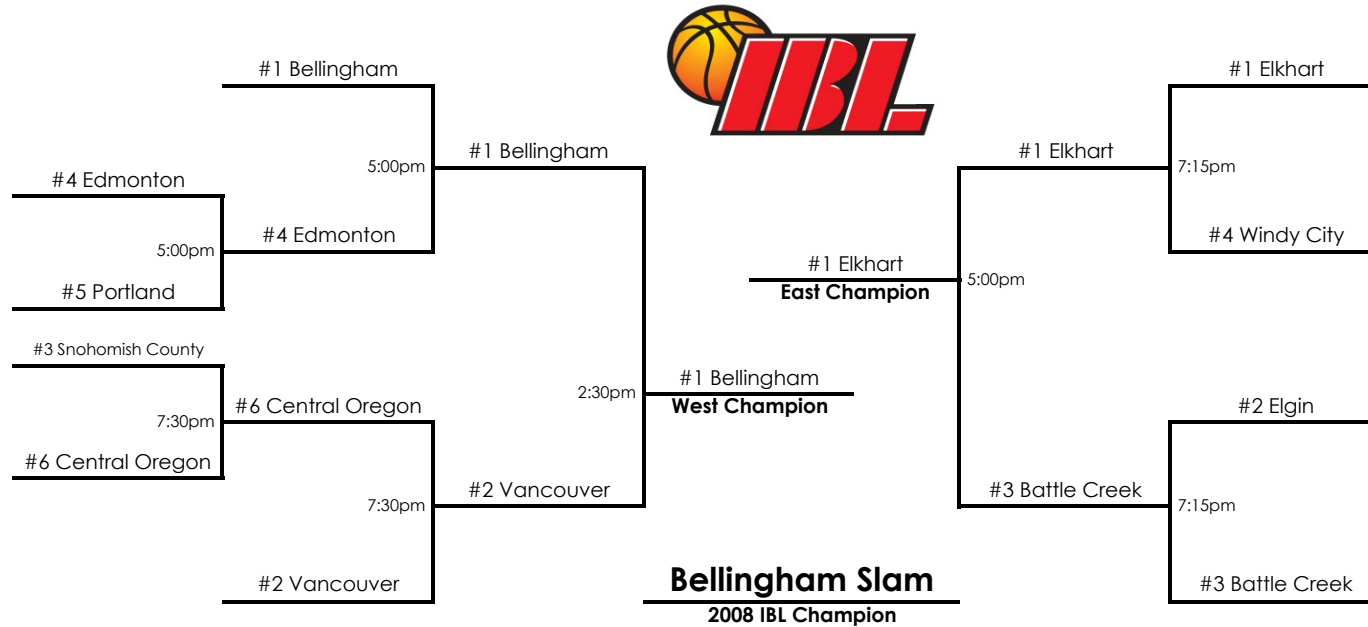 IBL
#1 Bellingham
#1 Elkhart
#1 Bellingham
#1 Elkhart
5:00pm
7:15pm
#4 Edmonton
#4 Edmonton
#4 Windy City
5:00pm
#1 Elkhart
5:00pm
#5 Portland
East Champion
#3 Snohomish County
#1 Bellingham
2:30pm
West Champion
#6 Central Oregon
#2 Elgin
7:30pm
#6 Central Oregon
#2 Vancouver
#3 Battle Creek
7:30pm
7:15pm
#2 Vancouver
Bellingham Slam
#3 Battle Creek
2008 IBL Champion